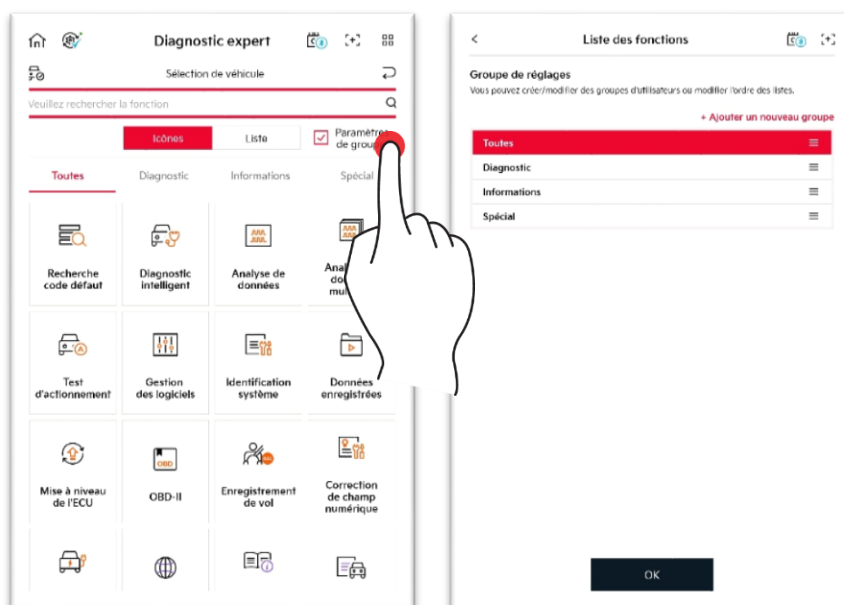 Diagnostic expert
Sélection de véhicule
Veuillez rechercher la fonction
Icônes
Liste
Paramètres
de group
Toutes
Diagnostic
Informations
Spécial
Recherche
code défaut
Diagnostic
intelligent
Analyse de
données
Anal
do
mul
Test
d'actionnement
Gestion
des logiciels
Identification
système
Données
enregistrées
Mise à niveau
de l'ECU
OBD
OBD-II
Enregistrement
de vol
Correction
de champ
numérique
Liste des fonctions
Groupe de réglages
Vous pouvez créer/modifier des groupes d'utilisateurs ou modifier l'ordre des listes.
+ Ajouter un nouveau groupe
Toutes
Diagnostic
Informations
Spécial
OK